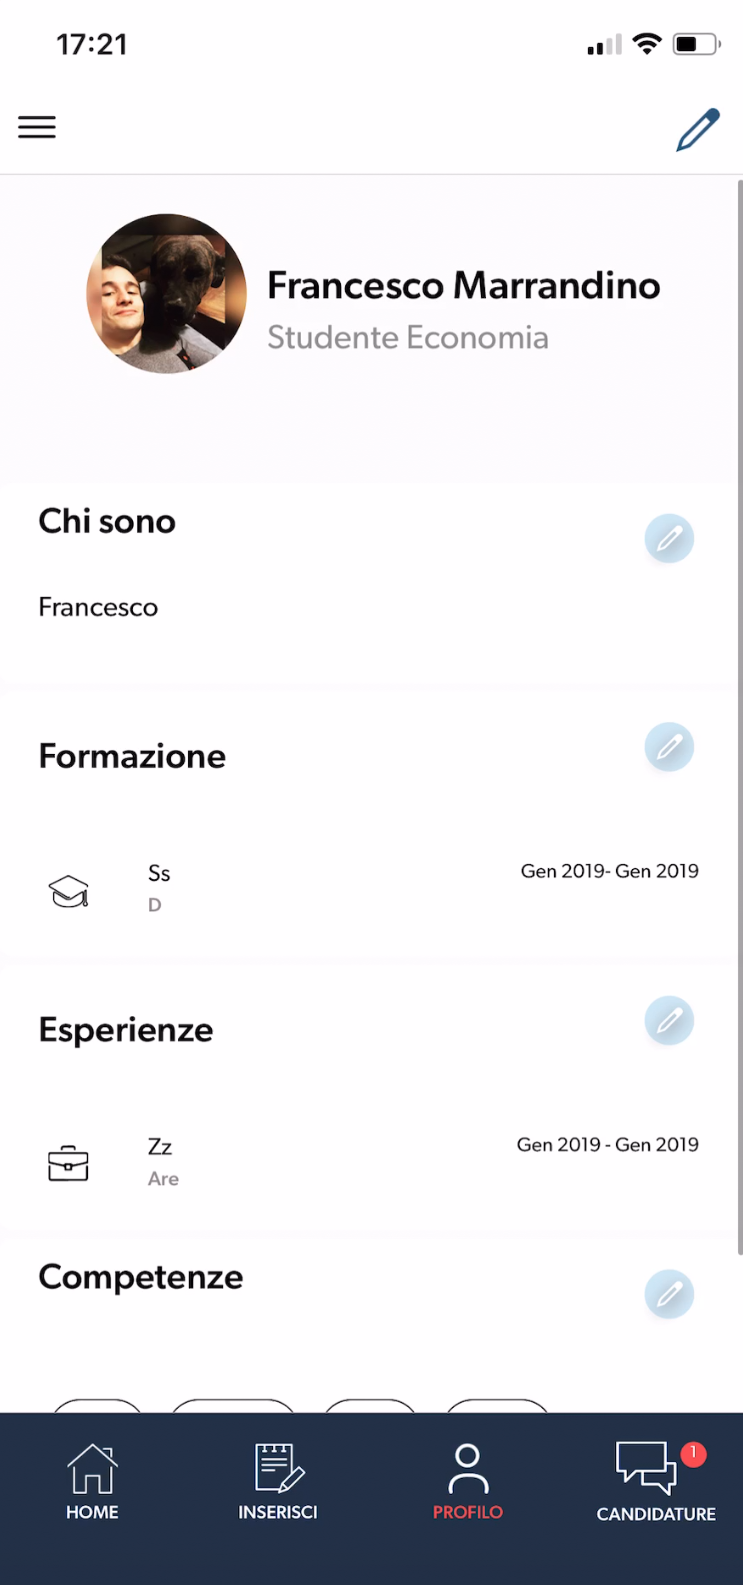 17:21
Francesco Marrandino
Studente Economia
Chi sono
Francesco
Formazione
Ss
Gen 2019- Gen 2019
D
Esperienze
Zz
Gen 2019 - Gen 2019
Are
Competenze
1
HOME
INSERISCI
PROFILO
CANDIDATURE